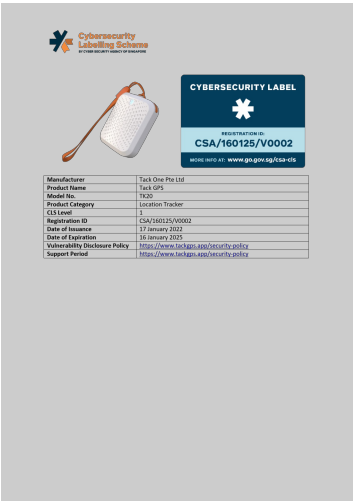 Cybersecurity
Labelling Scheme
BY CYBER SECURITY AGENCY OF SINGAPORE
CYBERSECURITY LABEL
REGISTRATION ID:
CSA/160125/V0002
MORE INFO AT: www.go.gov.sg/csa-cls
Manufacturer Tack One Pte Ltd
Product Name Tack GPS
Model No. TK20
Product Category Location Tracker
CLS Level 1
Registration ID CSA/160125/V0002
Date of Issuance 17 January 2022
Date of Expiration 16 January 2025
Vulnerability Disclosure Policy https://www.tackgps.app/security-policy
Support Period https://www.tackgps.app/security-policy